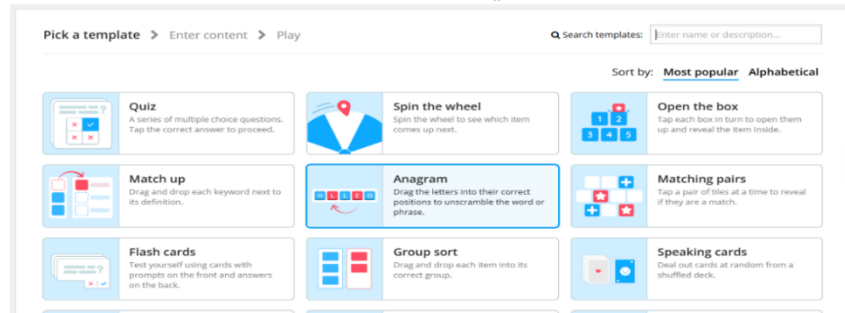 Pick a template > Enter content > Play
Search templates: Enter name or description...
Sort by: Most popular Alphabetical
Quiz
A series of multiple choice questions.
Tap the correct answer to proceed.
Spin the wheel
Spin the wheel to see which item
comes up next.
Open the box
Tap each box in turn to open them
up and reveal the item inside.
1 2
3 4 5
Match up
Drag and drop each keyword next to
its definition.
Anagram
Drag the letters into their correct
positions to unscramble the word or
phrase.
Matching pairs
Tap a pair of tiles at a time to reveal
if they are a match.
Flash cards
Test yourself using cards with
prompts on the front and answers
on the back.
Group sort
Drag and drop each item into its
correct group.
Speaking cards
Deal out cards at random from a
shuffled deck.